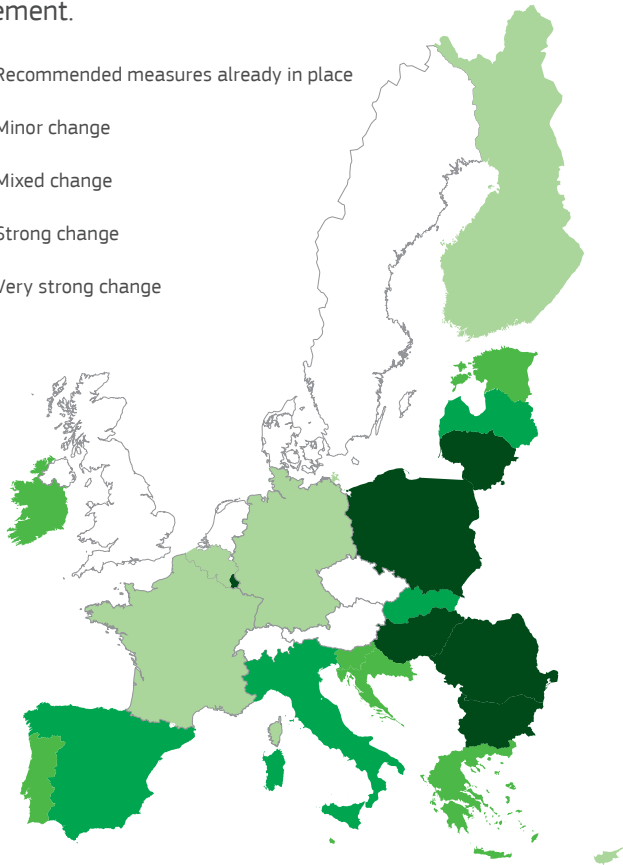 ement.
Recommended measures already in place
Minor change
Mixed change
Strong change
Very strong change